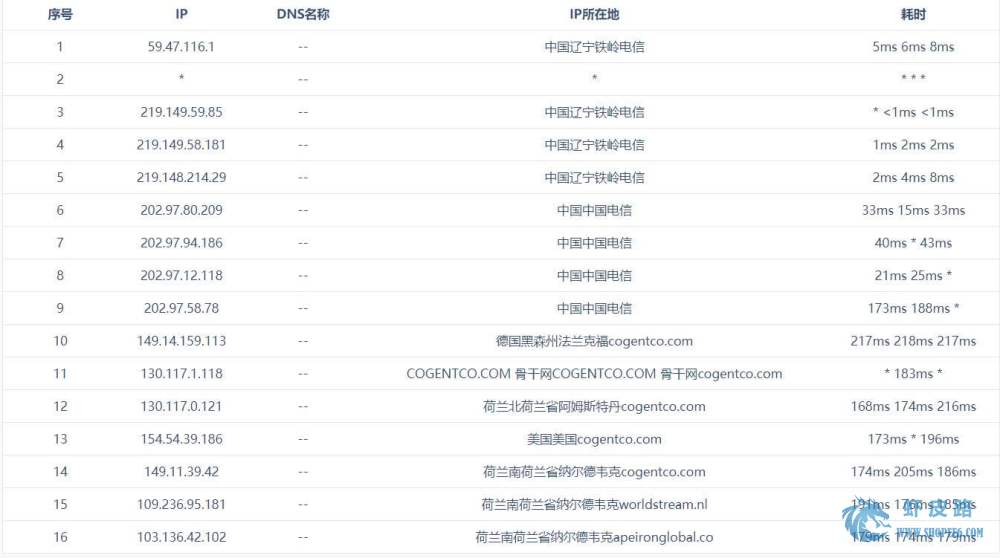 序号 IP DNS名称 IP所在地 耗时
1 59.47.116.1 -- 中国辽宁铁岭电信 5ms 6ms 8ms
2 * -- * * * *
3 219.149.59.85 -- 中国辽宁铁岭电信 * <1ms <1ms
4 219.149.58.181 -- 中国辽宁铁岭电信 1ms 2ms 2ms
5 219.148.214.29 -- 中国辽宁铁岭电信 2ms 4ms 8ms
6 202.97.80.209 -- 中国中国电信 33ms 15ms 33ms
7 202.97.94.186 -- 中国中国电信 40ms * 43ms
8 202.97.12.118 -- 中国中国电信 21ms 25ms *
9 202.97.58.78 -- 中国中国电信 173ms 188ms *
10 149.14.159.113 -- 德国黑森州法兰克福cogentco.com 217ms 218ms 217ms
11 130.117.1.118 -- COGENTCO.COM 骨干网COGENTCO.COM 骨干网cogentco.com * 183ms *
12 130.117.0.121 -- 荷兰北荷兰省阿姆斯特丹cogentco.com 168ms 174ms 216ms
13 154.54.39.186 -- 美国美国cogentco.com 173ms * 196ms
14 149.11.39.42 -- 荷兰南荷兰省纳尔德韦克cogentco.com 174ms 205ms 186ms
15 109.236.95.181 -- 荷兰南荷兰省纳尔德韦克worldstream.nl 191ms 176ms 185ms
16 103.136.42.102 -- 荷兰南荷兰省纳尔德韦克apeironglobal.co 179ms 174ms 179ms
虾皮路
WWW.SHOPEE6.COM